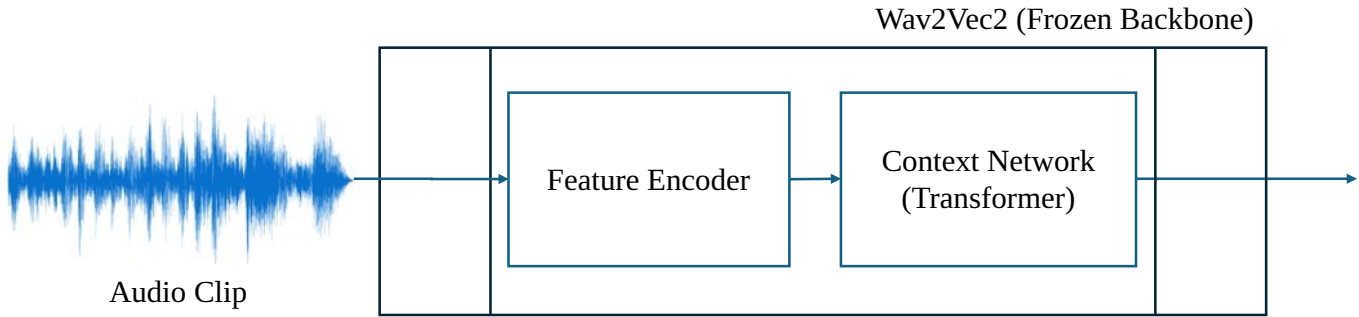 Wav2Vec2 (Frozen Backbone)
Feature Encoder
Context Network
(Transformer)
Audio Clip